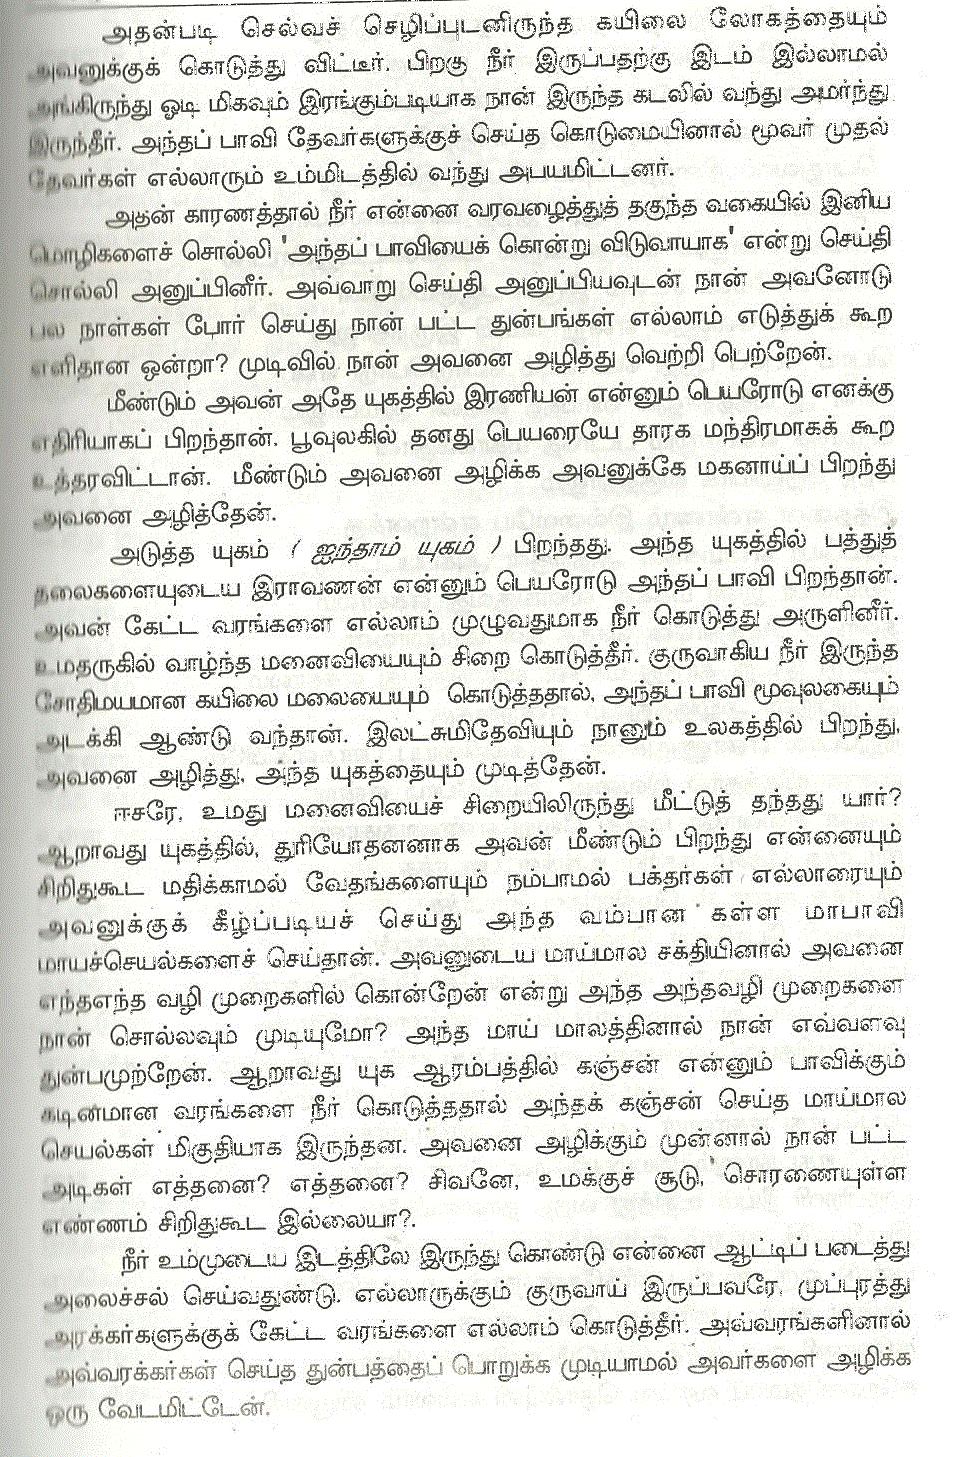 அதன்படி செல்வச் செழிப்புடனிருந்த கயிலை லோகத்தையும்
அவனுக்குக் கொடுத்து விட்டீர். பிறகு நீர் இருப்பதற்கு இடம் இல்லாமல்
அங்கிருந்து ஓடி மிகவும் இரங்கும்படியாக நான் இருந்த கடலில் வந்து அமர்ந்து
இருந்தீர். அந்தப் பாவி தேவர்களுக்குச் செய்த கொடுமையினால் மூவர் முதல்
தேவர்கள் எல்லாரும் உம்மிடத்தில் வந்து அபயமிட்டனர்.
அதன் காரணத்தால் நீர் என்னை வரவழைத்துத் தகுந்த வகையில் இனிய
மொழிகளைச் சொல்லி 'அந்தப் பாவியைக் கொன்று விடுவாயாக' என்று செய்தி
சொல்லி அனுப்பினீர். அவ்வாறு செய்தி அனுப்பியவுடன் நான் அவனோடு
பல நாள்கள் போர் செய்து நான் பட்ட துன்பங்கள் எல்லாம் எடுத்துக் கூற
எளிதான ஒன்றா? முடிவில் நான் அவனை அழித்து வெற்றி பெற்றேன்.
மீண்டும் அவன் அதே யுகத்தில் இரணியன் என்னும் பெயரோடு எனக்கு
எதிரியாகப் பிறந்தான். பூவுலகில் தனது பெயரையே தாரக மந்திரமாகக் கூற
உத்தரவிட்டான். மீண்டும் அவனை அழிக்க அவனுக்கே மகனாய்ப் பிறந்து
அவனை அழித்தேன்.
அடுத்த யுகம் ( ஐந்தாம் யுகம் ) பிறந்தது. அந்த யுகத்தில் பத்துத்
தலைகளையுடைய இராவணன் என்னும் பெயரோடு அந்தப் பாவி பிறந்தான்.
அவன் கேட்ட வரங்களை எல்லாம் முழுவதுமாக நீர் கொடுத்து அருளினீர்.
உமதருகில் வாழ்ந்த மனைவியையும் சிறை கொடுத்தீர். குருவாகிய நீர் இருந்த
சோதிமயமான கயிலை மலையையும் கொடுத்ததால், அந்தப் பாவி மூவுலகையும்
அடக்கி ஆண்டு வந்தான். இலட்சுமிதேவியும் நானும் உலகத்தில் பிறந்து,
அவனை அழித்து, அந்த யுகத்தையும் முடித்தேன்.
ஈசரே, உமது மனைவியைச் சிறையிலிருந்து மீட்டுத் தந்தது யார்?
ஆறாவது யுகத்தில், துரியோதனனாக அவன் மீண்டும் பிறந்து என்னையும்
சிறிதுகூட மதிக்காமல் வேதங்களையும் நம்பாமல் பக்தர்கள் எல்லாரையும்
அவனுக்குக் கீழ்ப்படியச் செய்து அந்த வம்பான கள்ள மாபாவி
மாயச்செயல்களைச் செய்தான். அவனுடைய மாய்மால சக்தியினால் அவனை
எந்தஎந்த வழி முறைகளில் கொன்றேன் என்று அந்த அந்தவழி முறைகளை
நான் சொல்லவும் முடியுமோ? அந்த மாய் மாலத்தினால் நான் எவ்வளவு
துன்பமுற்றேன். ஆறாவது யுக ஆரம்பத்தில் கஞ்சன் என்னும் பாவிக்கும்
கடினமான வரங்களை நீர் கொடுத்ததால் அந்தக் கஞ்சன் செய்த மாய்மால
செயல்கள் மிகுதியாக இருந்தன. அவனை அழிக்கும் முன்னால் நான் பட்ட
அடிகள் எத்தனை? எத்தனை? சிவனே, உமக்குச் சூடு, சொரணையுள்ள
எண்ணம் சிறிதுகூட இல்லையா?.
நீர் உம்முடைய இடத்திலே இருந்து கொண்டு என்னை ஆட்டிப் படைத்து
அலைச்சல் செய்வதுண்டு. எல்லாருக்கும் குருவாய் இருப்பவரே, முப்புரத்து
அரக்கர்களுக்குக் கேட்ட வரங்களை எல்லாம் கொடுத்தீர். அவ்வரங்களினால்
அவ்வரக்கர்கள் செய்த துன்பத்தைப் பொறுக்க முடியாமல் அவர்களை அழிக்க
ஒரு வேடமிட்டேன்.